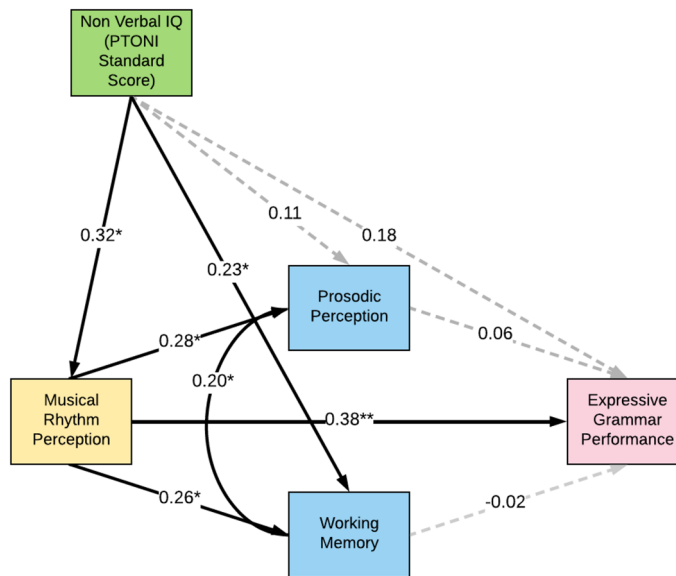 Non Verbal IQ
(PTONI
Standard
Score)
0.11
0.18
0.32*
0.23*
Prosodic
Perception
0.28*
0.06
0.20*
Musical
Rhythm
Perception
0.38**
Expressive
Grammar
Performance
0.26*
-0.02
Working
Memory